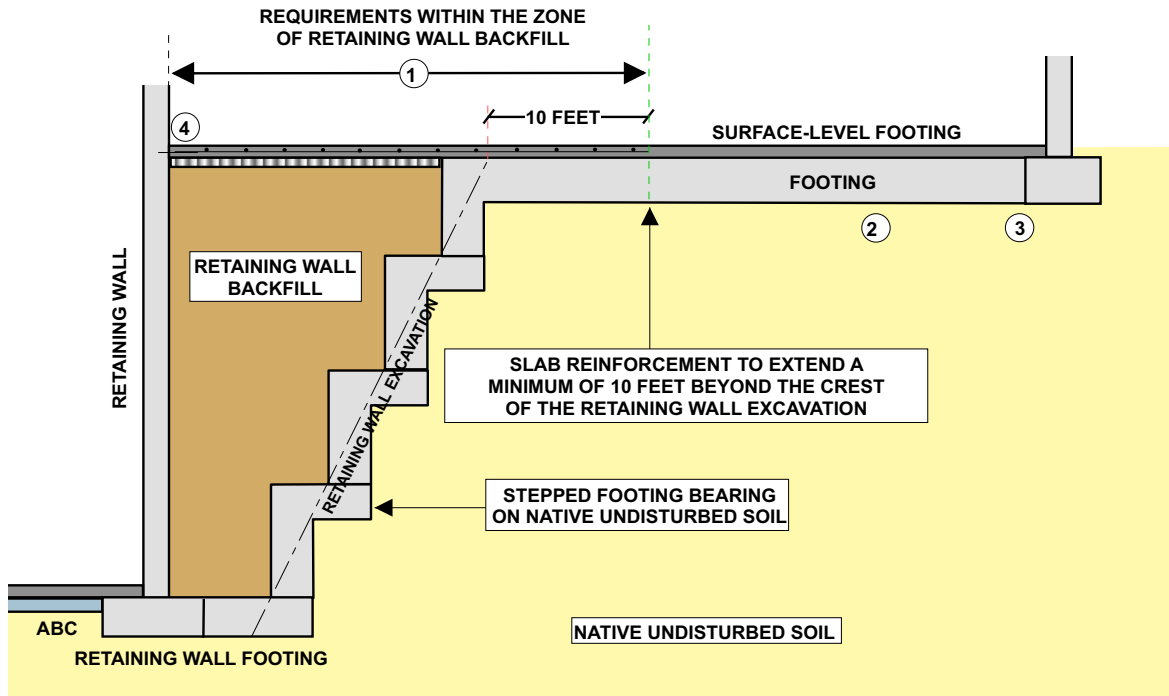 REQUIREMENTS WITHIN THE ZONE
OF RETAINING WALL BACKFILL
1
10 FEET
4
SURFACE-LEVEL FOOTING
FOOTING
2
3
RETAINING WALL
RETAINING WALL
BACKFILL
RETAINING WALL EXCAVATION
SLAB REINFORCEMENT TO EXTEND A
MINIMUM OF 10 FEET BEYOND THE CREST
OF THE RETAINING WALL EXCAVATION
STEPPED FOOTING BEARING
ON NATIVE UNDISTURBED SOIL
ABC
NATIVE UNDISTURBED SOIL
RETAINING WALL FOOTING